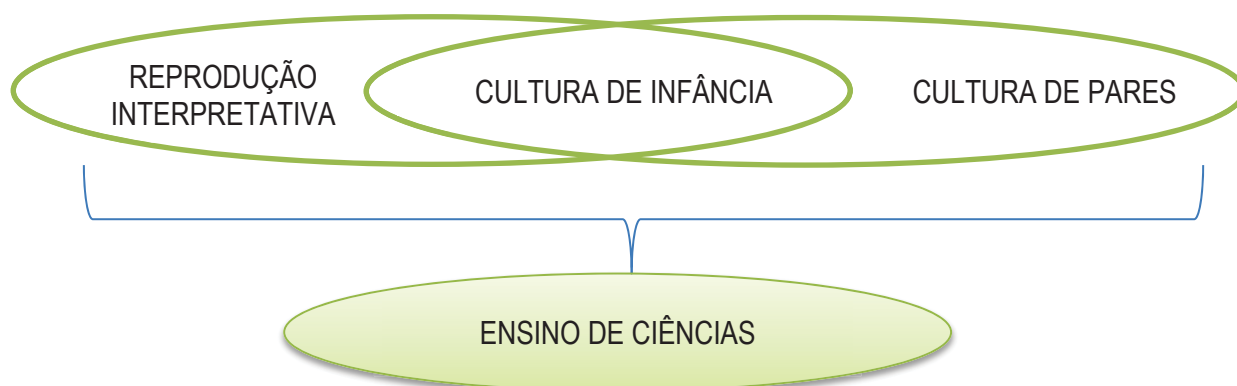 REPRODUÇÃO
INTERPRETATIVA
CULTURA DE INFÂNCIA
CULTURA DE PARES
ENSINO DE CIÊNCIAS